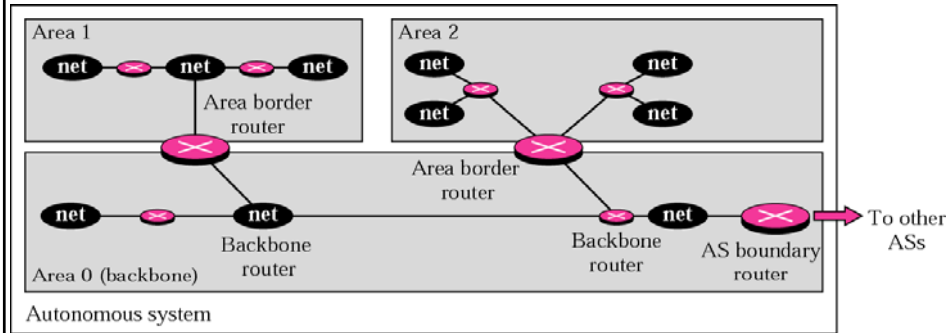 Area 1
Area 2
net
net
net
net
net
net
net
Area border
router
Area border
router
net
net
net
Backbone
router
Backbone
router
AS boundary
router
To other
ASs
Area 0 (backbone)
Autonomous system